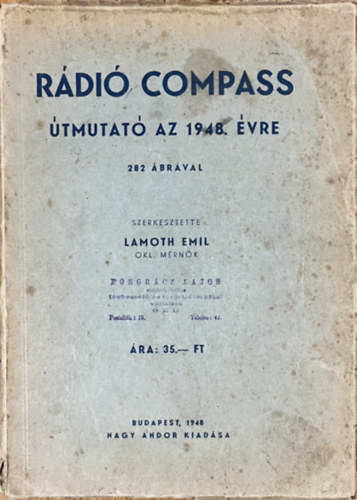 RÁDIÓ COMPASS
ÚTMUTATÓ AZ 1948. ÉVRE
282 ÁBRÁVAL
SZERKESZTETTE
LAMOTH EMIL
OKL. MÉRNÖK
ÁRA: 35.— FT
BUDAPEST, 1948
NAGY ANDOR KIADÁSA